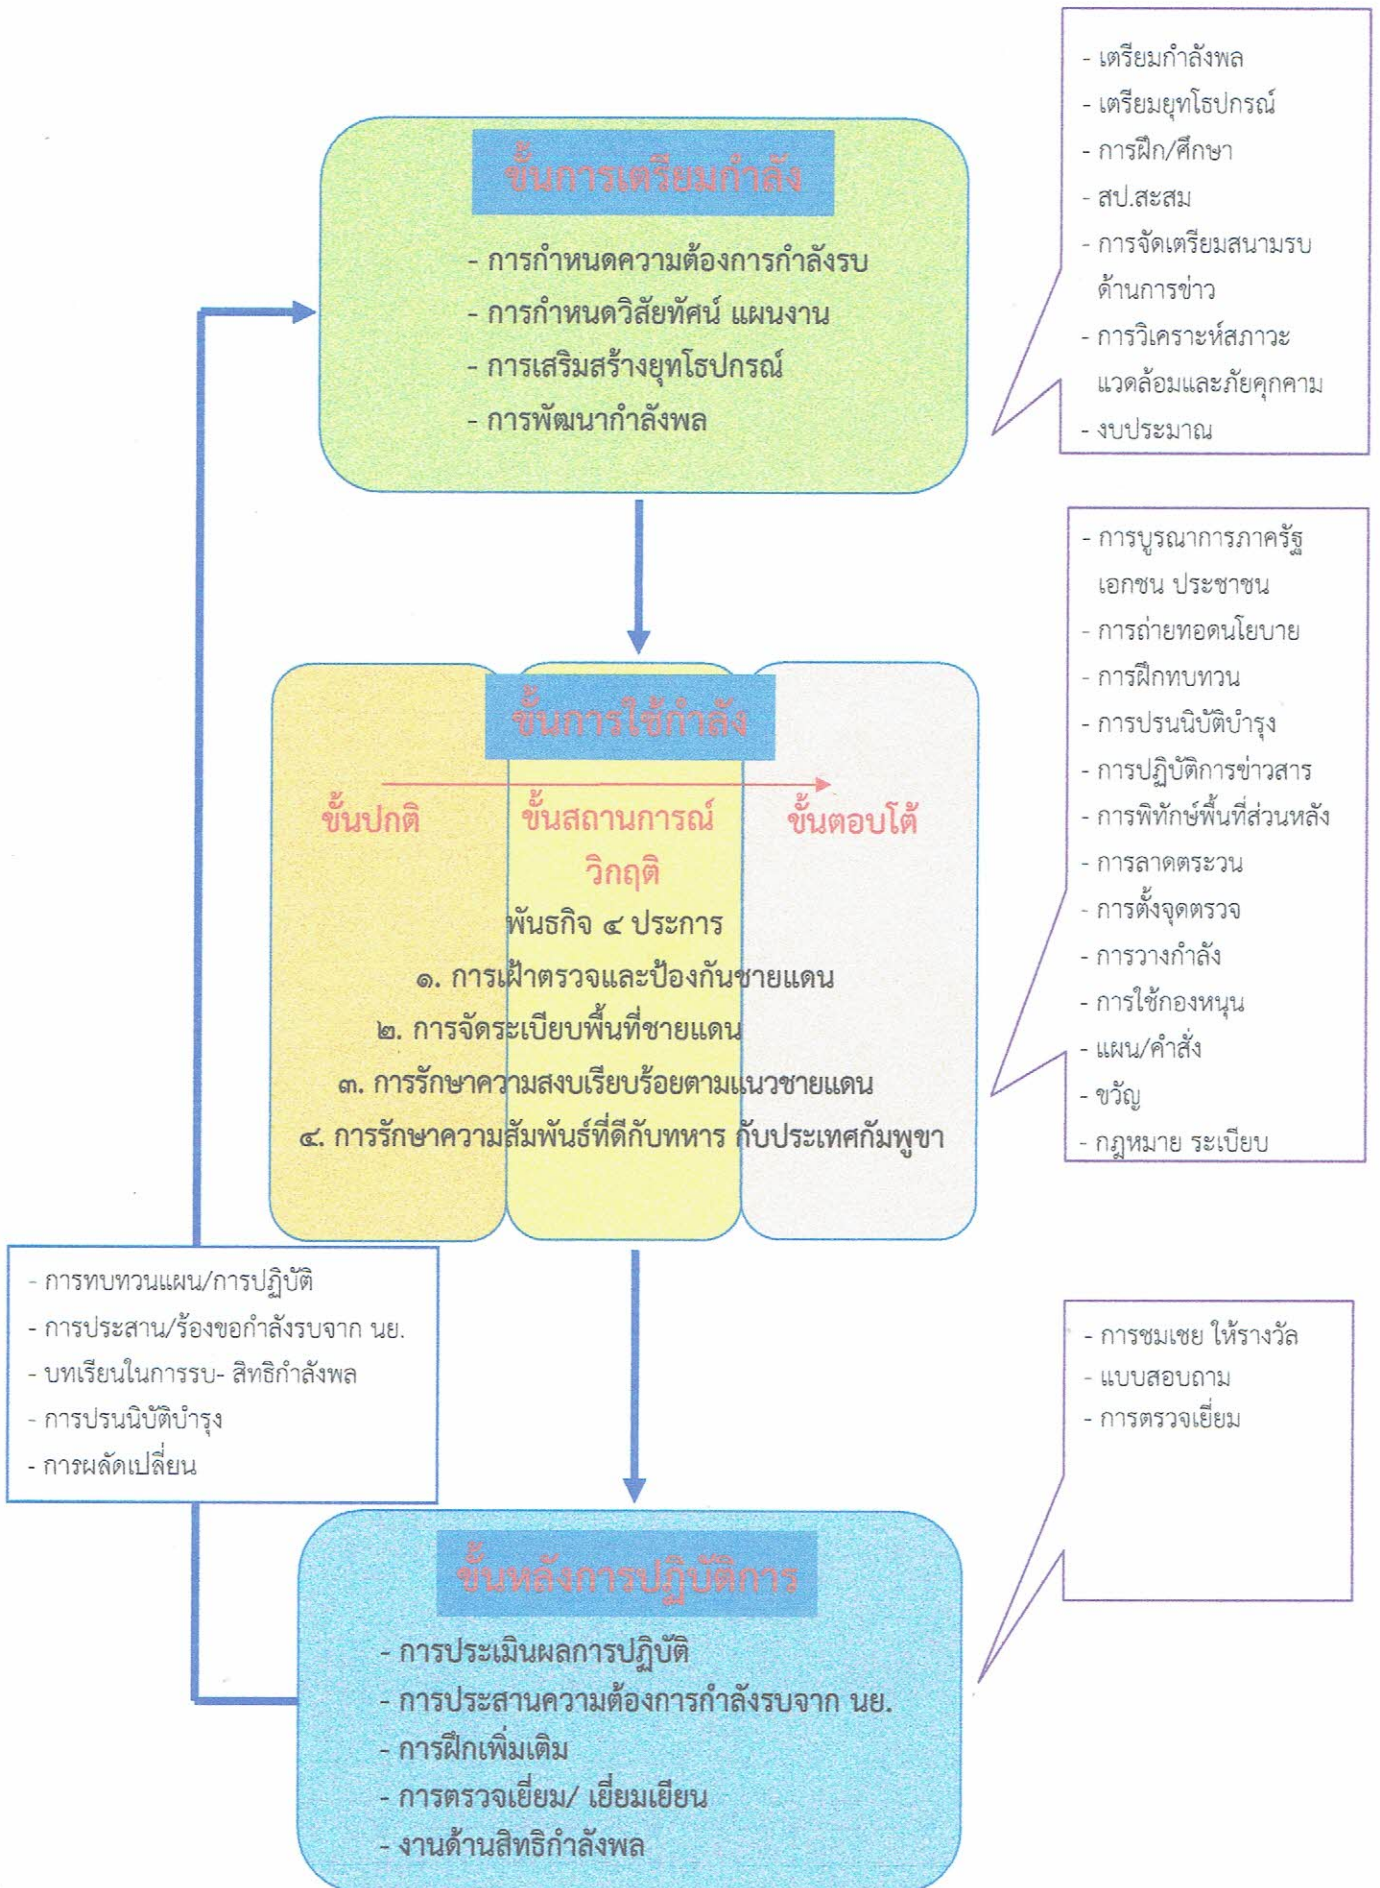 ขั้นการเตรียมกำลัง
- การกำหนดความต้องการกำลังรบ
- การกำหนดวิสัยทัศน์ แผนงาน
- การเสริมสร้างยุทโธปกรณ์
- การพัฒนากำลังพล
- เตรียมกำลังพล
- เตรียมยุทโธปกรณ์
- การฝึก/ศึกษา
- สป.สะสม
- การจัดเตรียมสนามรบ
ด้านการข่าว
- การวิเคราะห์สภาวะ
แวดล้อมและภัยคุกคาม
- งบประมาณ
ขั้นการใช้กำลัง
ขั้นปกติ
ขั้นสถานการณ์
วิกฤติ
ขั้นตอบโต้
พันธกิจ ๔ ประการ
๑. การเฝ้าตรวจและป้องกันชายแดน
๒. การจัดระเบียบพื้นที่ชายแดน
๓. การรักษาความสงบเรียบร้อยตามแนวชายแดน
๔. การรักษาความสัมพันธ์ที่ดีกับทหาร กับประเทศกัมพูชา
- การบูรณาการภาครัฐ
เอกชน ประชาชน
- การถ่ายทอดนโยบาย
- การฝึกทบทวน
- การปรนนิบัติบำรุง
- การปฏิบัติการข่าวสาร
- การพิทักษ์พื้นที่ส่วนหลัง
- การลาดตระวน
- การตั้งจุดตรวจ
- การวางกำลัง
- การใช้กองหนุน
- แผน/คำสั่ง
- ขวัญ
- กฎหมาย ระเบียบ
- การทบทวนแผน/การปฏิบัติ
- การประสาน/ร้องขอกำลังรบจาก นย.
- บทเรียนในการรบ- สิทธิกำลังพล
- การปรนนิบัติบำรุง
- การผลัดเปลี่ยน
ขั้นหลังการปฏิบัติการ
- การประเมินผลการปฏิบัติ
- การประสานความต้องการกำลังรบจาก นย.
- การฝึกเพิ่มเติม
- การตรวจเยี่ยม/ เยี่ยมเยียน
- งานด้านสิทธิกำลังพล
- การชมเชย ให้รางวัล
- แบบสอบถาม
- การตรวจเยี่ยม